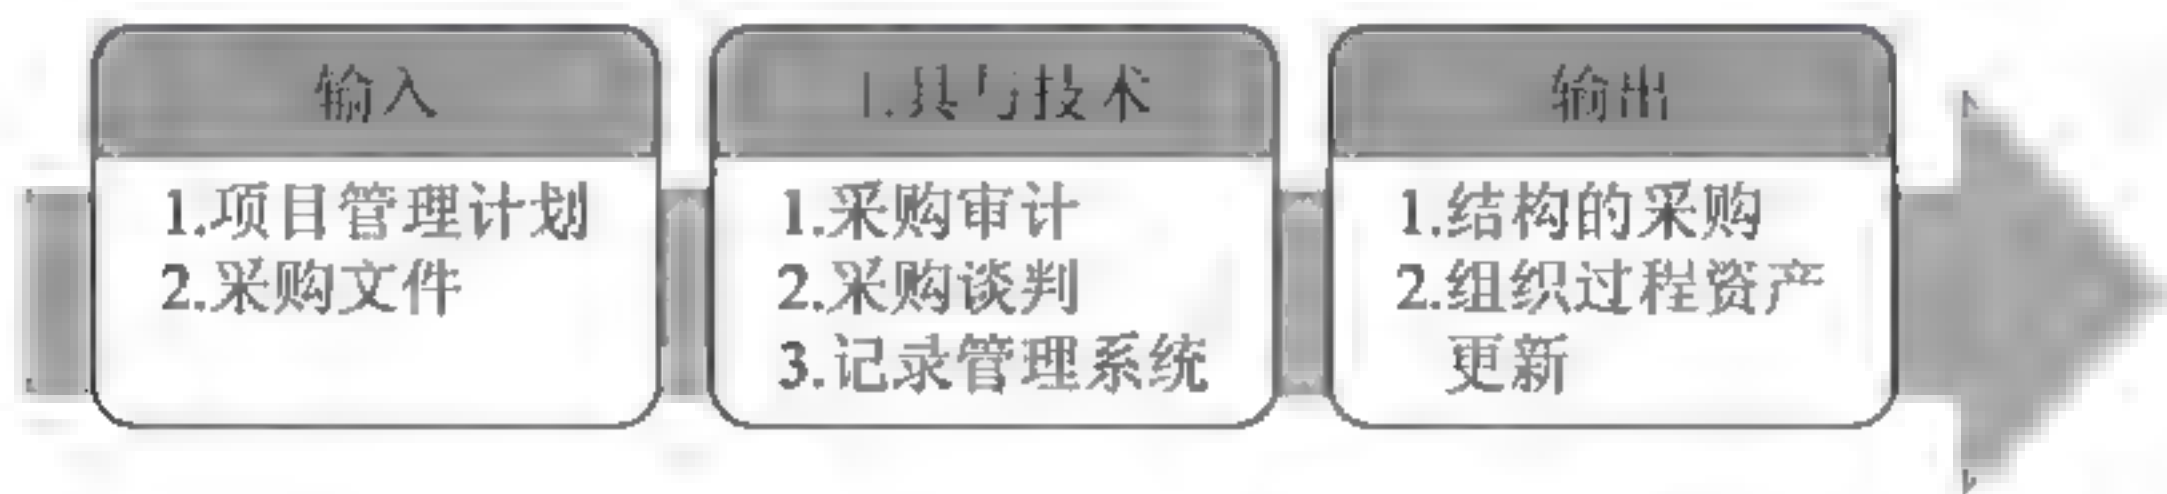 输入
1.项目管理计划
2.采购文件
工具与技术
1.采购审计
2.采购谈判
3.记录管理系统
输出
1.结构的采购
2.组织过程资产
更新